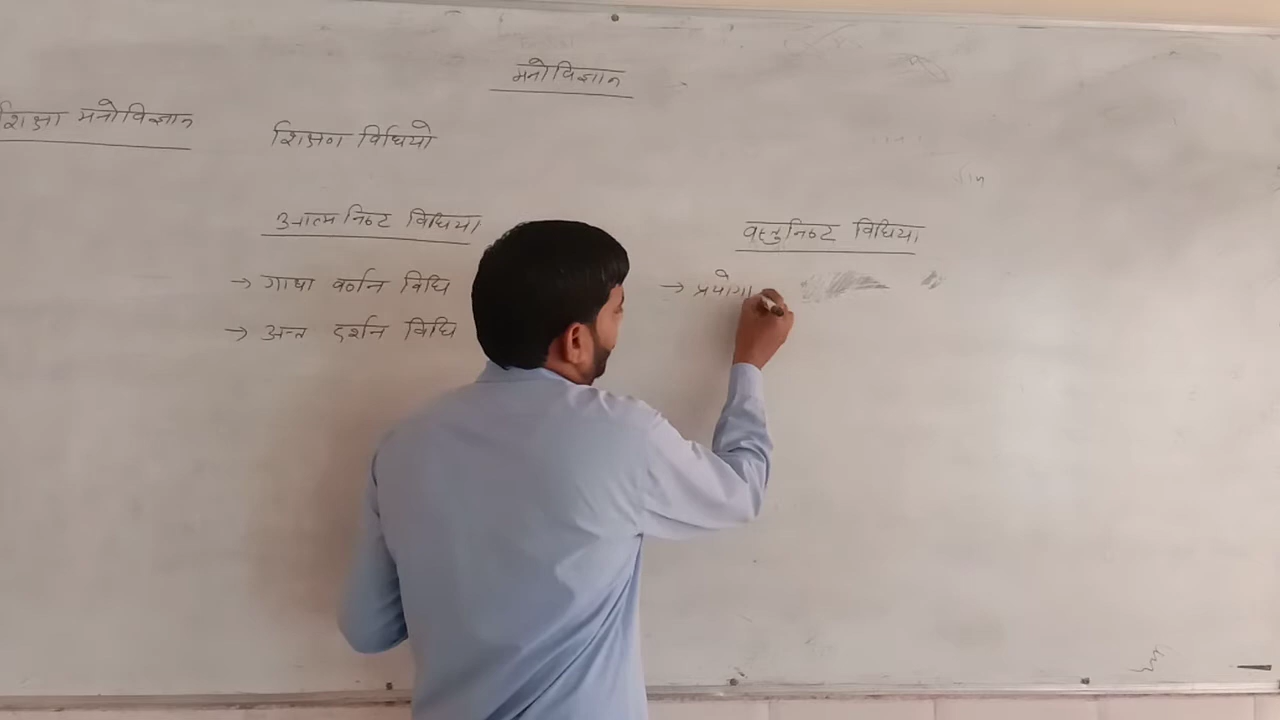 मनोविज्ञान
शिक्षा मनोविज्ञान
शिक्षण विधियो
आत्मनिष्ट विधिया
→ गाथा वर्णन विधि
→ अन्त दर्शन विधि
वस्तुनिष्ट विधिया
→ प्रयोगा